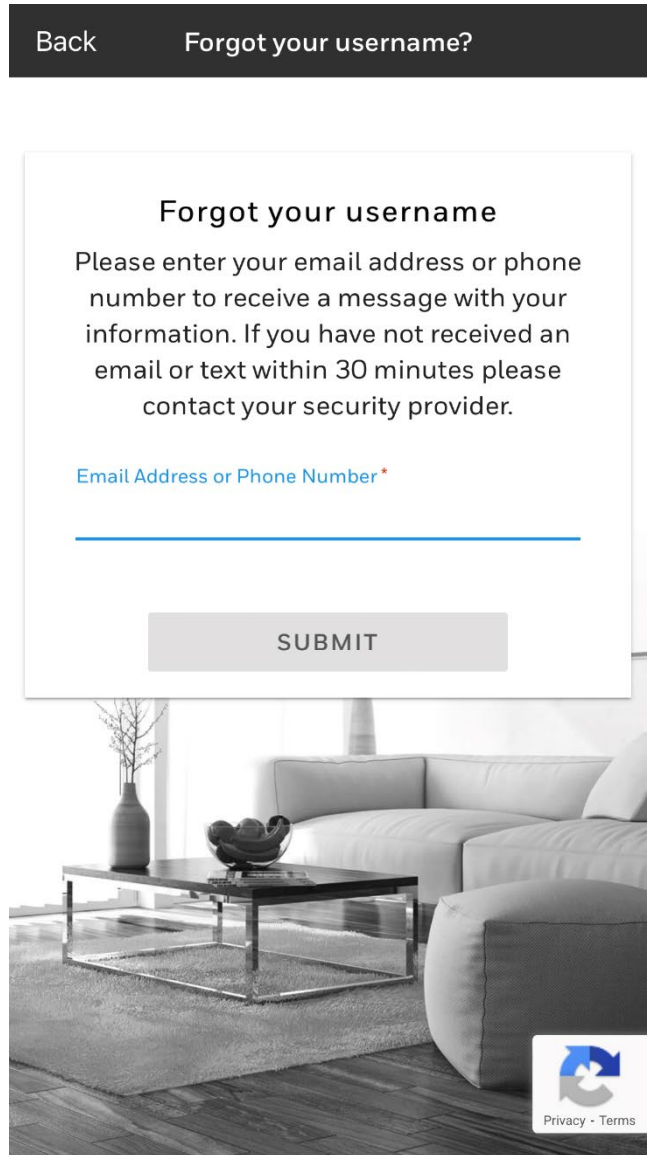 Back
Forgot your username?
Forgot your username
Please enter your email address or phone
number to receive a message with your
information. If you have not received an
email or text within 30 minutes please
contact your security provider.
Email Address or Phone Number*
SUBMIT
Privacy - Terms